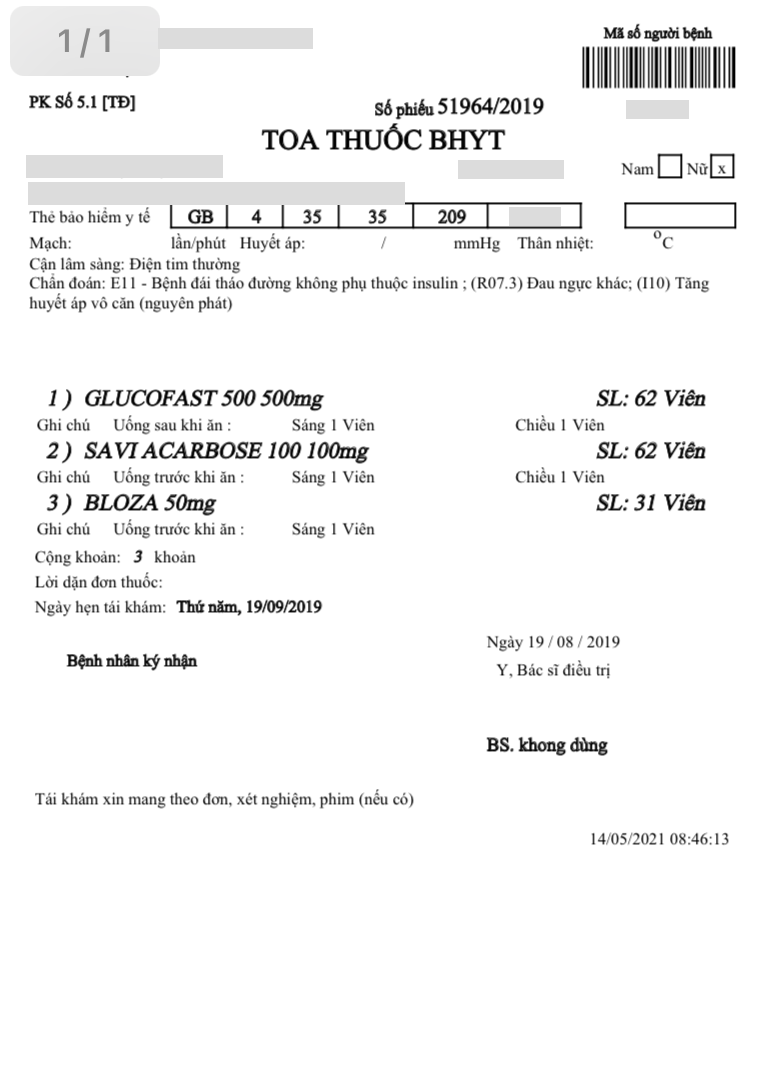 1/1
Mã số người bệnh
PK Số 5.1 [TĐ]
Số phiếu 51964/2019
TOA THUỐC BHYT
Nam Nữ x
Thẻ bảo hiểm y tế GB 4 35 35 209
Mạch: lần/phút Huyết áp: / mmHg Thân nhiệt: °C
Cận lâm sàng: Điện tim thường
Chẩn đoán: E11 - Bệnh đái tháo đường không phụ thuộc insulin ; (R07.3) Đau ngực khác; (I10) Tăng
huyết áp vô căn (nguyên phát)
1 ) GLUCOFAST 500 500mg SL: 62 Viên
Ghi chú Uống sau khi ăn : Sáng 1 Viên Chiều 1 Viên
2 ) SAVI ACARBOSE 100 100mg SL: 62 Viên
Ghi chú Uống trước khi ăn : Sáng 1 Viên Chiều 1 Viên
3 ) BLOZA 50mg SL: 31 Viên
Ghi chú Uống trước khi ăn : Sáng 1 Viên
Cộng khoản: 3 khoản
Lời dặn đơn thuốc:
Ngày hẹn tái khám: Thứ năm, 19/09/2019
Ngày 19 / 08 / 2019
Bệnh nhân ký nhận
Y, Bác sĩ điều trị
BS. khong dùng
Tái khám xin mang theo đơn, xét nghiệm, phim (nếu có)
14/05/2021 08:46:13